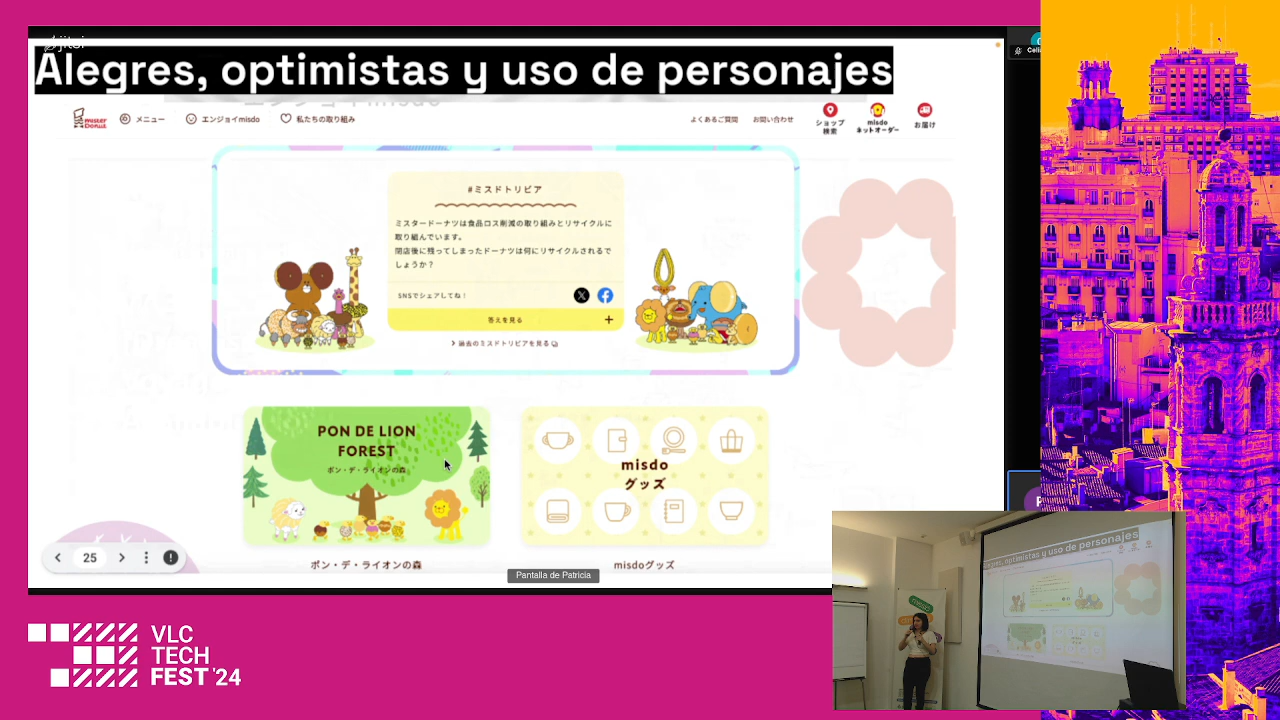 jitsi
Alegres, optimistas y uso de personajes
mister Donut
メニュー
エンジョイmisdo
私たちの取り組み
よくあるご質問
お問い合わせ
ショップ
検索
misdo
ネットオーダー
お届け
#ミスドトリビア
ミスタードーナツは食品ロス削減の取り組みとリサイクルに
取り組んでいます。
閉店後に残ってしまったドーナツは何にリサイクルされるで
しょうか？
SNSでシェアしてね！
答えを見る
過去のミスドトリビアを見る
PON DE LION
FOREST
ポン・デ・ライオンの森
misdo
グッズ
ポン・デ・ライオンの森
misdoグッズ
25
Pantalla de Patricia
VLC
TECH
FEST'24